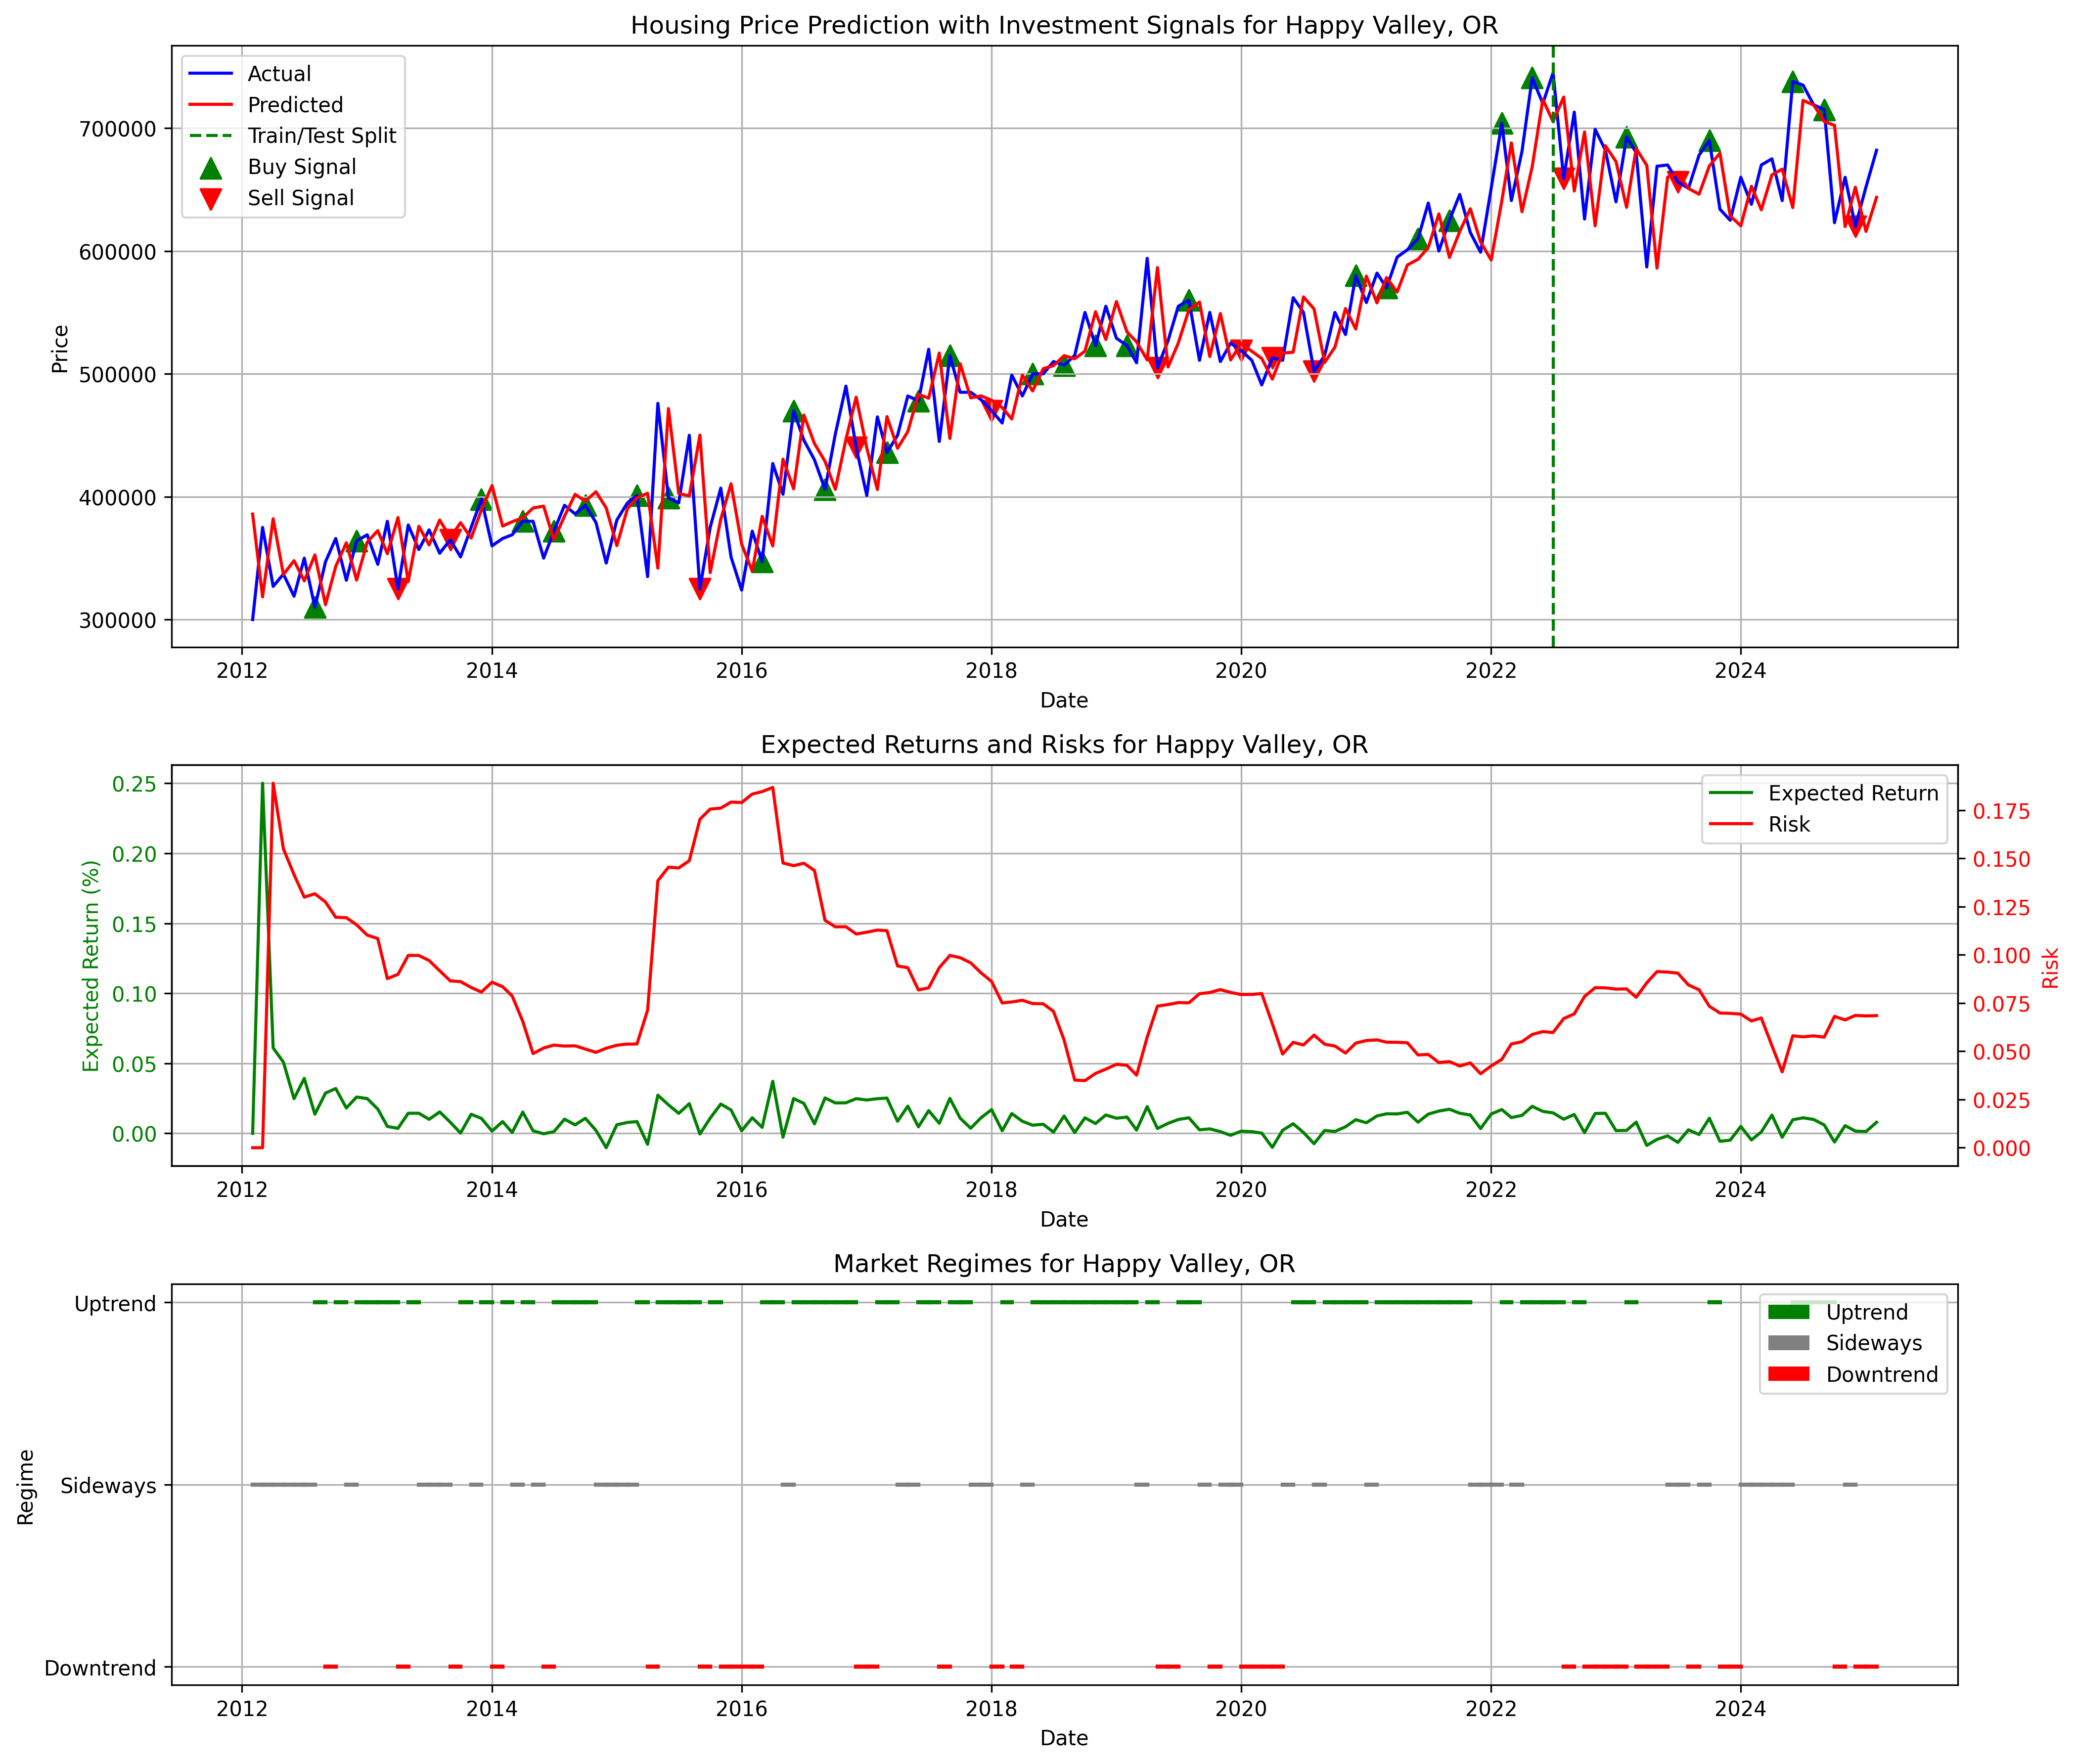 Housing Price Prediction with Investment Signals for Happy Valley, OR
Actual
Predicted
Train/Test Split
Buy Signal
Sell Signal
Price
700000
600000
500000
400000
300000
2012 2014 2016 2018 2020 2022 2024
Date
Expected Returns and Risks for Happy Valley, OR
Expected Return
Risk
Expected Return (%)
0.25
0.20
0.15
0.10
0.05
0.00
0.175
0.150
0.125
0.100
0.075
0.050
0.025
0.000
Risk
2012 2014 2016 2018 2020 2022 2024
Date
Market Regimes for Happy Valley, OR
Uptrend
Sideways
Downtrend
Regime
Uptrend
Sideways
Downtrend
2012 2014 2016 2018 2020 2022 2024
Date